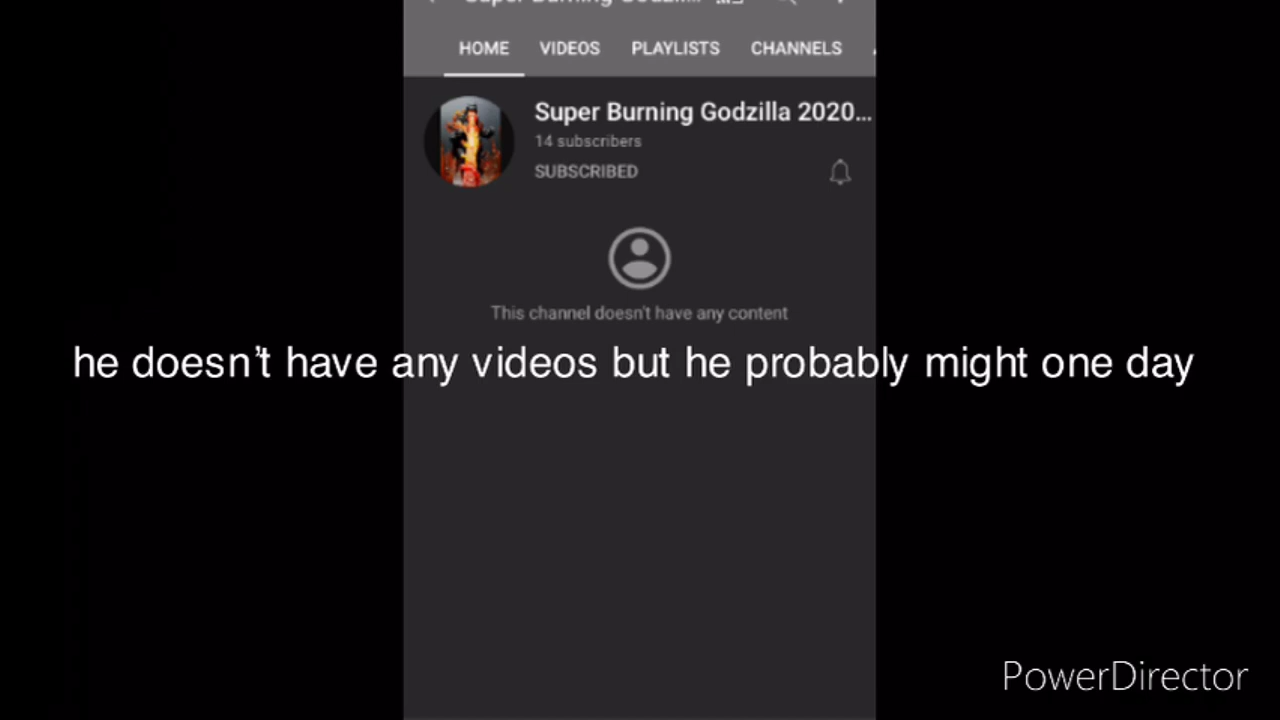 HOME VIDEOS PLAYLISTS CHANNELS
Super Burning Godzilla 2020...
14 subscribers
SUBSCRIBED
This channel doesn't have any content
he doesn’t have any videos but he probably might one day
PowerDirector